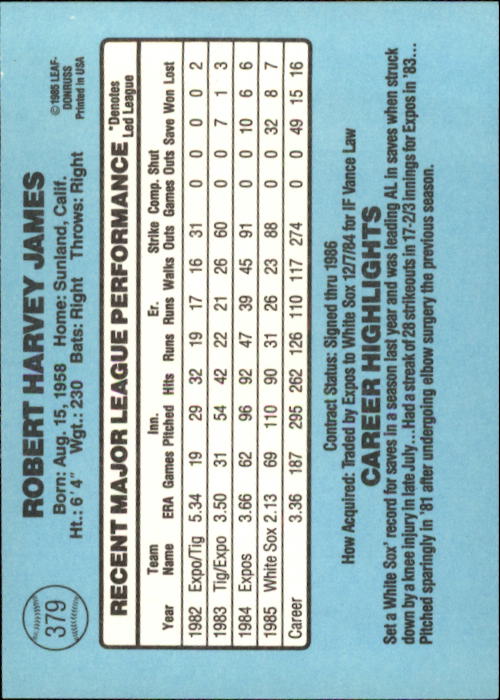 379
ROBERT HARVEY JAMES
Born: Aug. 15, 1958 Home: Sunland, Calif.
Ht.: 6'4" Wgt.: 230 Bats: Right Throws: Right
©1985 LEAF-
DONRUSS
Printed in USA
RECENT MAJOR LEAGUE PERFORMANCE
*Denotes
Led League
Team Inn. Er. Strike Comp. Shut
Year Name ERA Games Pitched Hits Runs Runs Walks Outs Games Outs Save Won Lost
1982 Expo/Tig 5.34 19 29 32 19 17 16 31 0 0 0 0 2
1983 Tig/Expo 3.50 31 54 42 22 21 26 60 0 0 7 1 3
1984 Expos 3.66 62 96 92 47 39 45 91 0 0 10 6 6
1985 White Sox 2.13 69 110 90 31 26 23 88 0 0 32 8 7
Career 3.36 187 295 262 126 110 117 274 0 0 49 15 16
Contract Status: Signed thru 1986
How Acquired: Traded by Expos to White Sox 12/7/84 for IF Vance Law
CAREER HIGHLIGHTS
Set a White Sox' record for saves in a season last year and was leading AL in saves when struck
down by a knee injury in late July...Had a streak of 28 strikeouts in 17-2/3 innings for Expos in '83...
Pitched sparingly in '81 after undergoing elbow surgery the previous season.